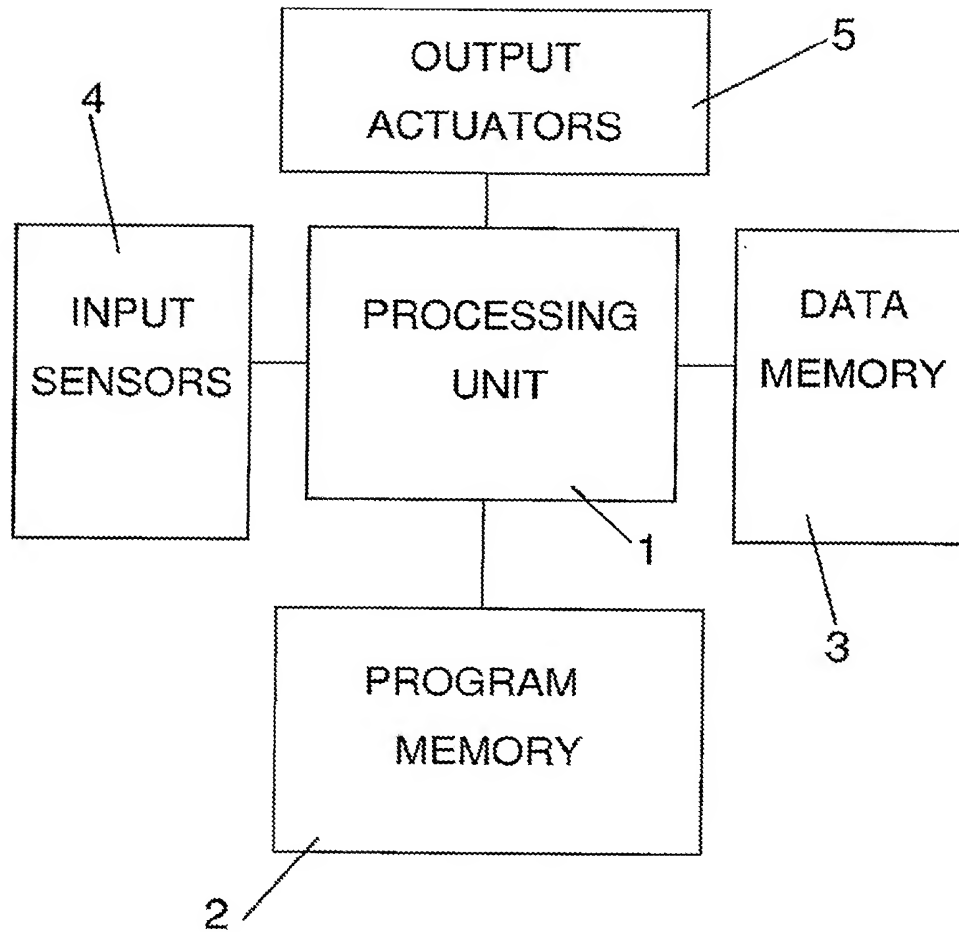 OUTPUT
ACTUATORS
5
4
INPUT
SENSORS
PROCESSING
UNIT
1
DATA
MEMORY
3
PROGRAM
MEMORY
2